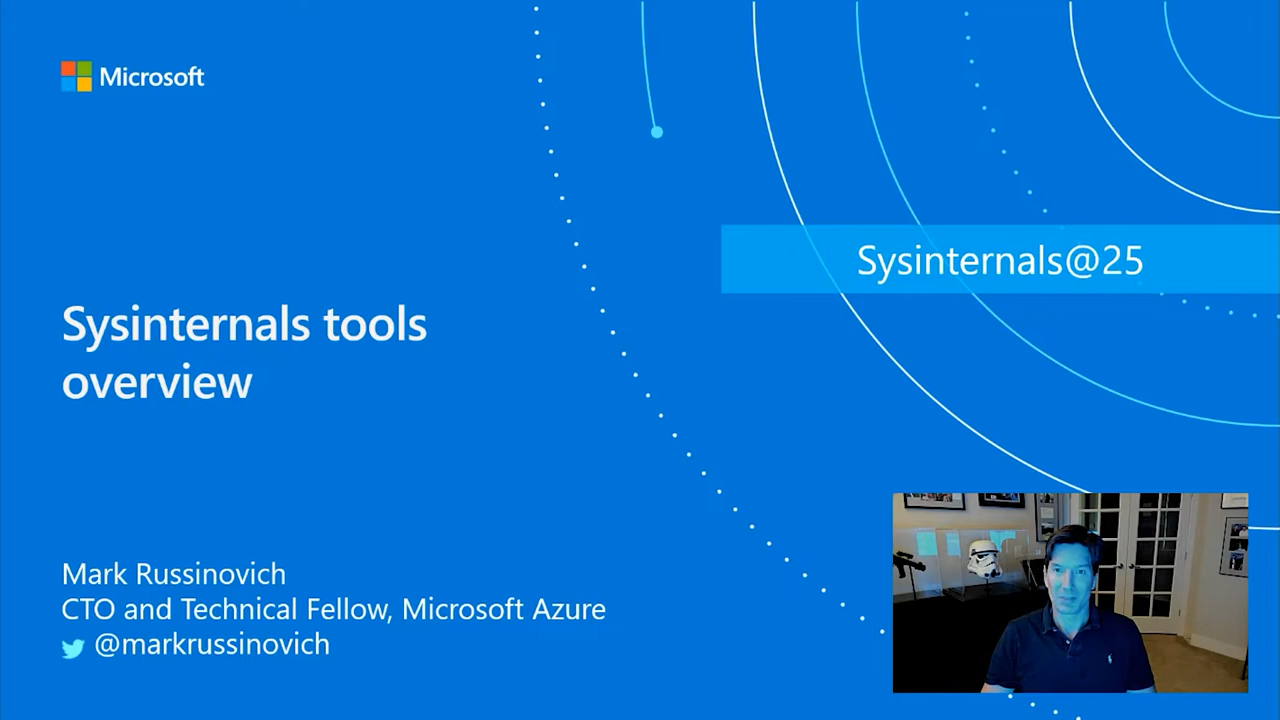 Microsoft
Sysinternals@25
Sysinternals tools
overview
Mark Russinovich
CTO and Technical Fellow, Microsoft Azure
@markrussinovich